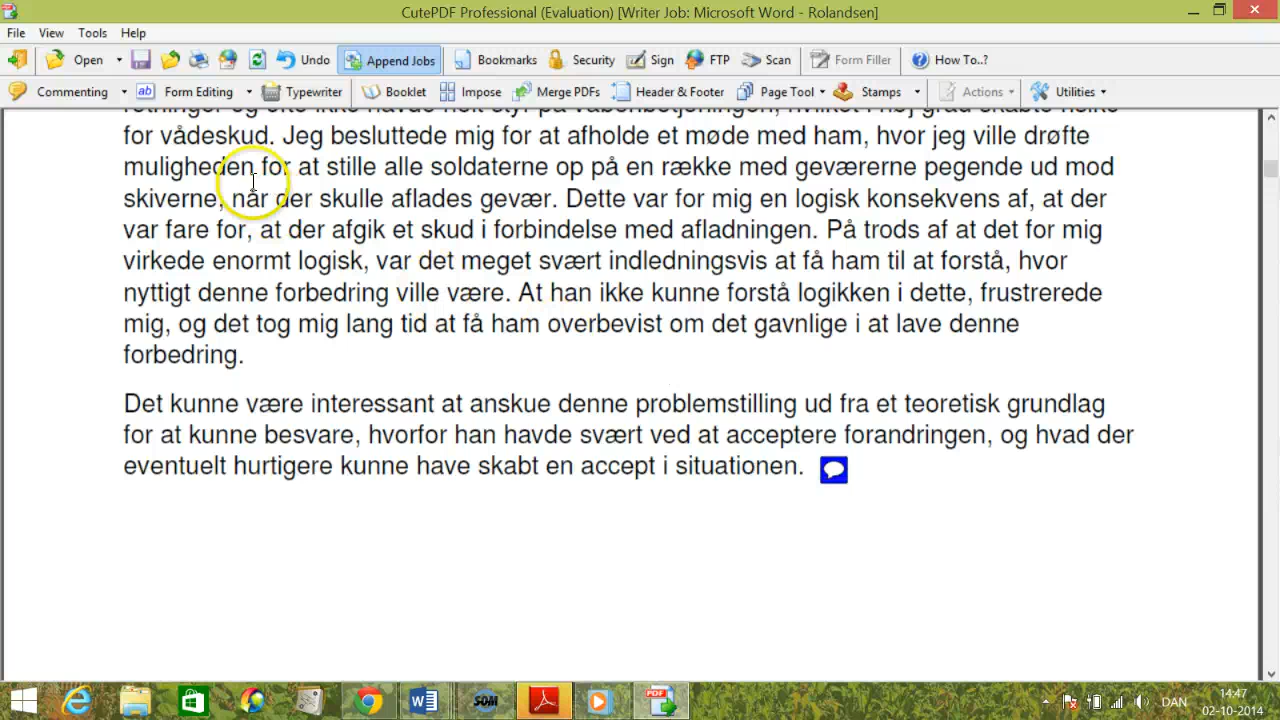 CutePDF Professional (Evaluation) [Writer Job: Microsoft Word - Rolandsen]
File View Tools Help
Open Undo Append Jobs Bookmarks Security Sign FTP Scan Form Filler How To..?
Commenting ab Form Editing Typewriter Booklet Impose Merge PDFs Header & Footer Page Tool Stamps Actions Utilities
for vådeskud. Jeg besluttede mig for at afholde et møde med ham, hvor jeg ville drøfte
muligheden for at stille alle soldaterne op på en række med geværerne pegende ud mod
skiverne, når der skulle aflades gevær. Dette var for mig en logisk konsekvens af, at der
var fare for, at der afgik et skud i forbindelse med afladningen. På trods af at det for mig
virkede enormt logisk, var det meget svært indledningsvis at få ham til at forstå, hvor
nyttigt denne forbedring ville være. At han ikke kunne forstå logikken i dette, frustrerede
mig, og det tog mig lang tid at få ham overbevist om det gavnlige i at lave denne
forbedring.
Det kunne være interessant at anskue denne problemstilling ud fra et teoretisk grundlag
for at kunne besvare, hvorfor han havde svært ved at acceptere forandringen, og hvad der
eventuelt hurtigere kunne have skabt en accept i situationen.
SOM PDF DAN 14:47
02-10-2014